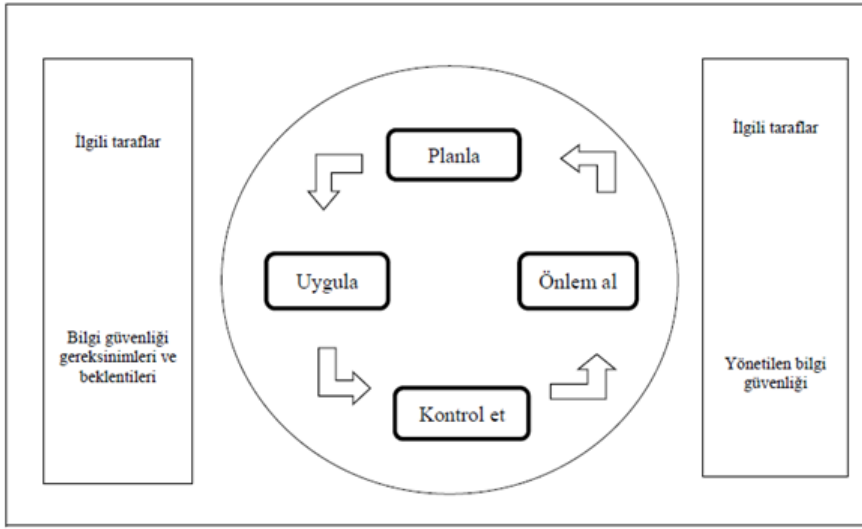 İlgili taraflar
Bilgi güvenliği
gereksinimleri ve
beklentileri
Planla
Uygula
Önlem al
Kontrol et
İlgili taraflar
Yönetilen bilgi
güvenliği